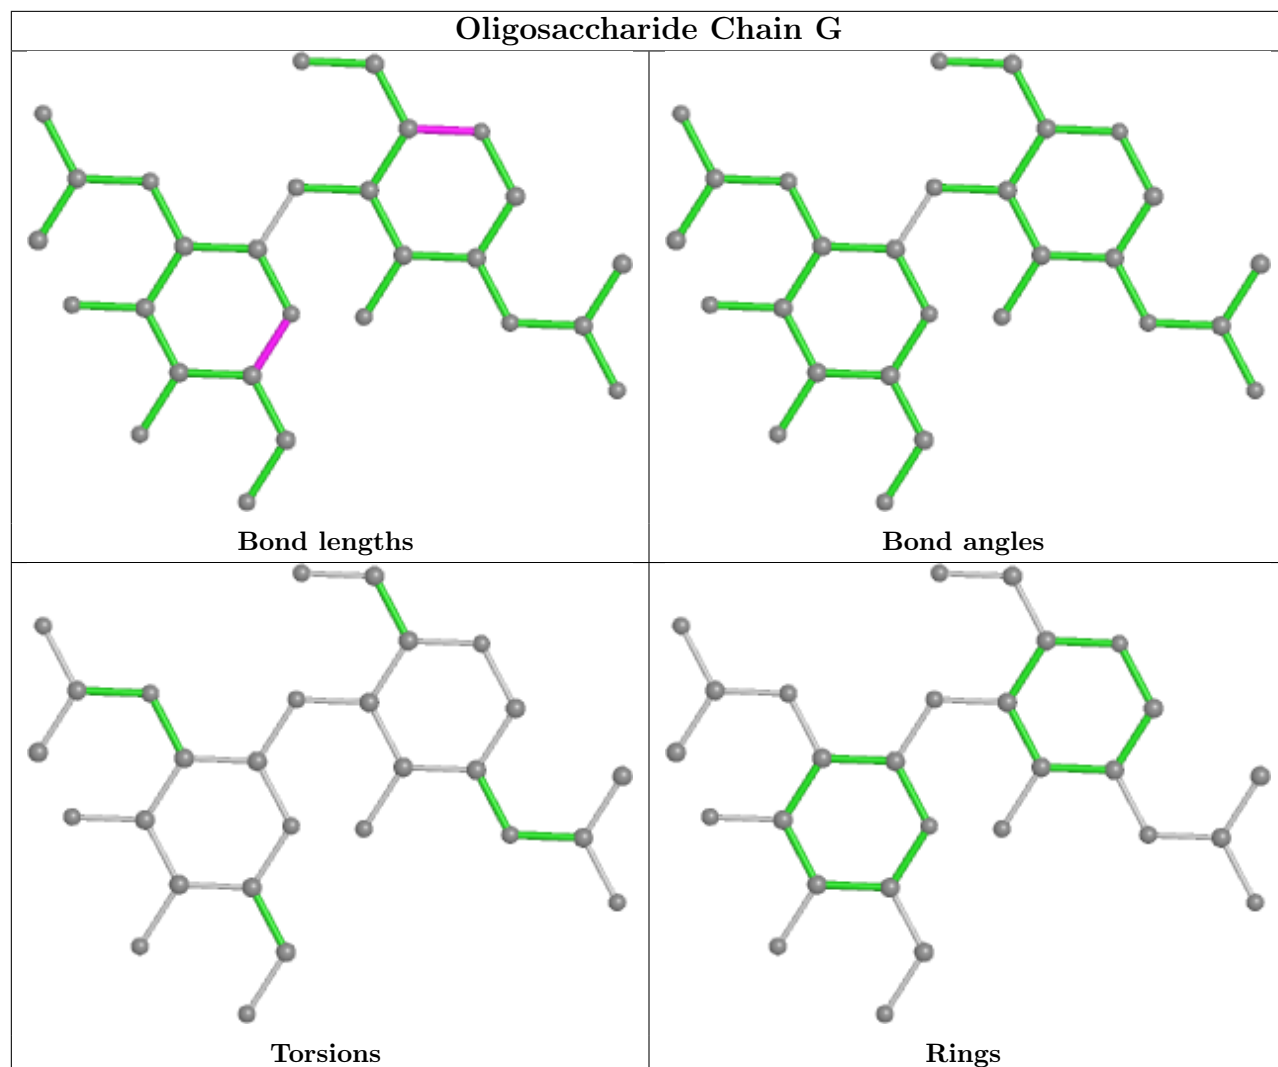 Oligosaccharide Chain G
Bond lengths
Bond angles
Torsions
Rings